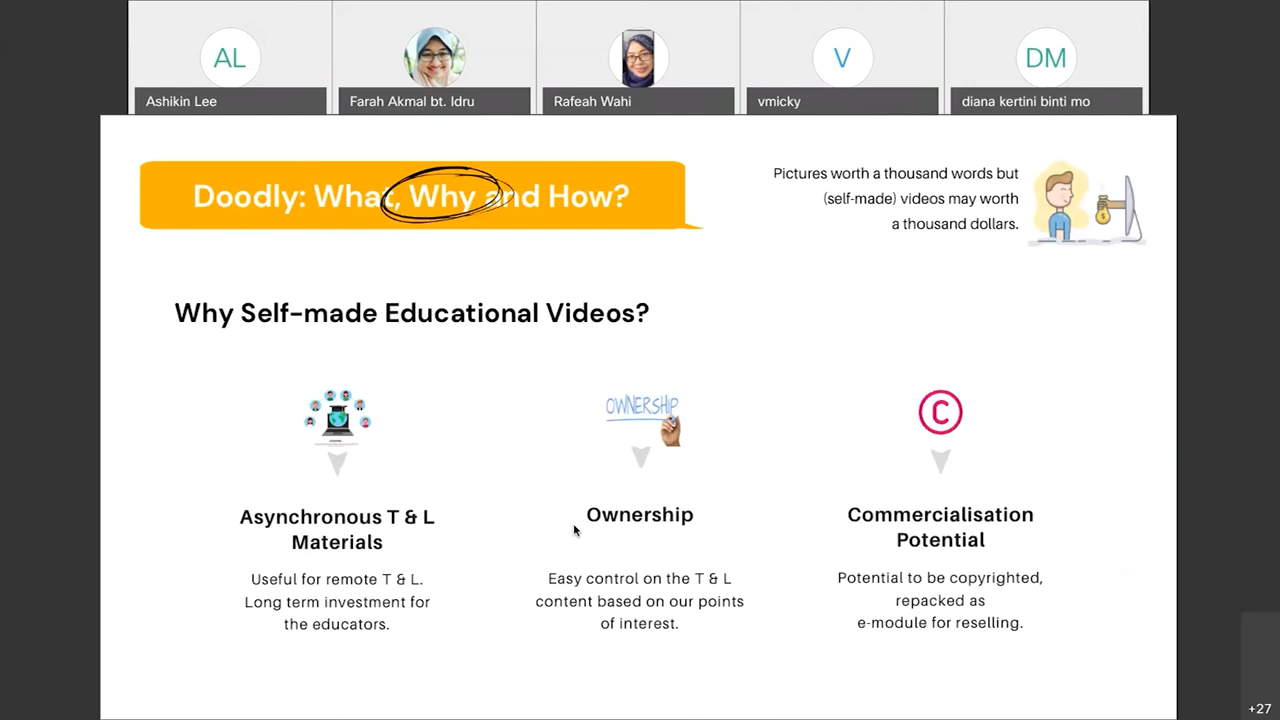 AL
V
DM
Ashikin Lee
Farah Akmal bt. Idru
Rafeah Wahi
vmicky
diana kertini binti mo
Doodly: What, Why and How?
Pictures worth a thousand words but
(self-made) videos may worth
a thousand dollars.
Why Self-made Educational Videos?
OWNERSHIP
C
Asynchronous T & L
Materials
Useful for remote T & L.
Long term investment for
the educators.
Ownership
Easy control on the T & L
content based on our points
of interest.
Commercialisation
Potential
Potential to be copyrighted,
repacked as
e-module for reselling.
+27